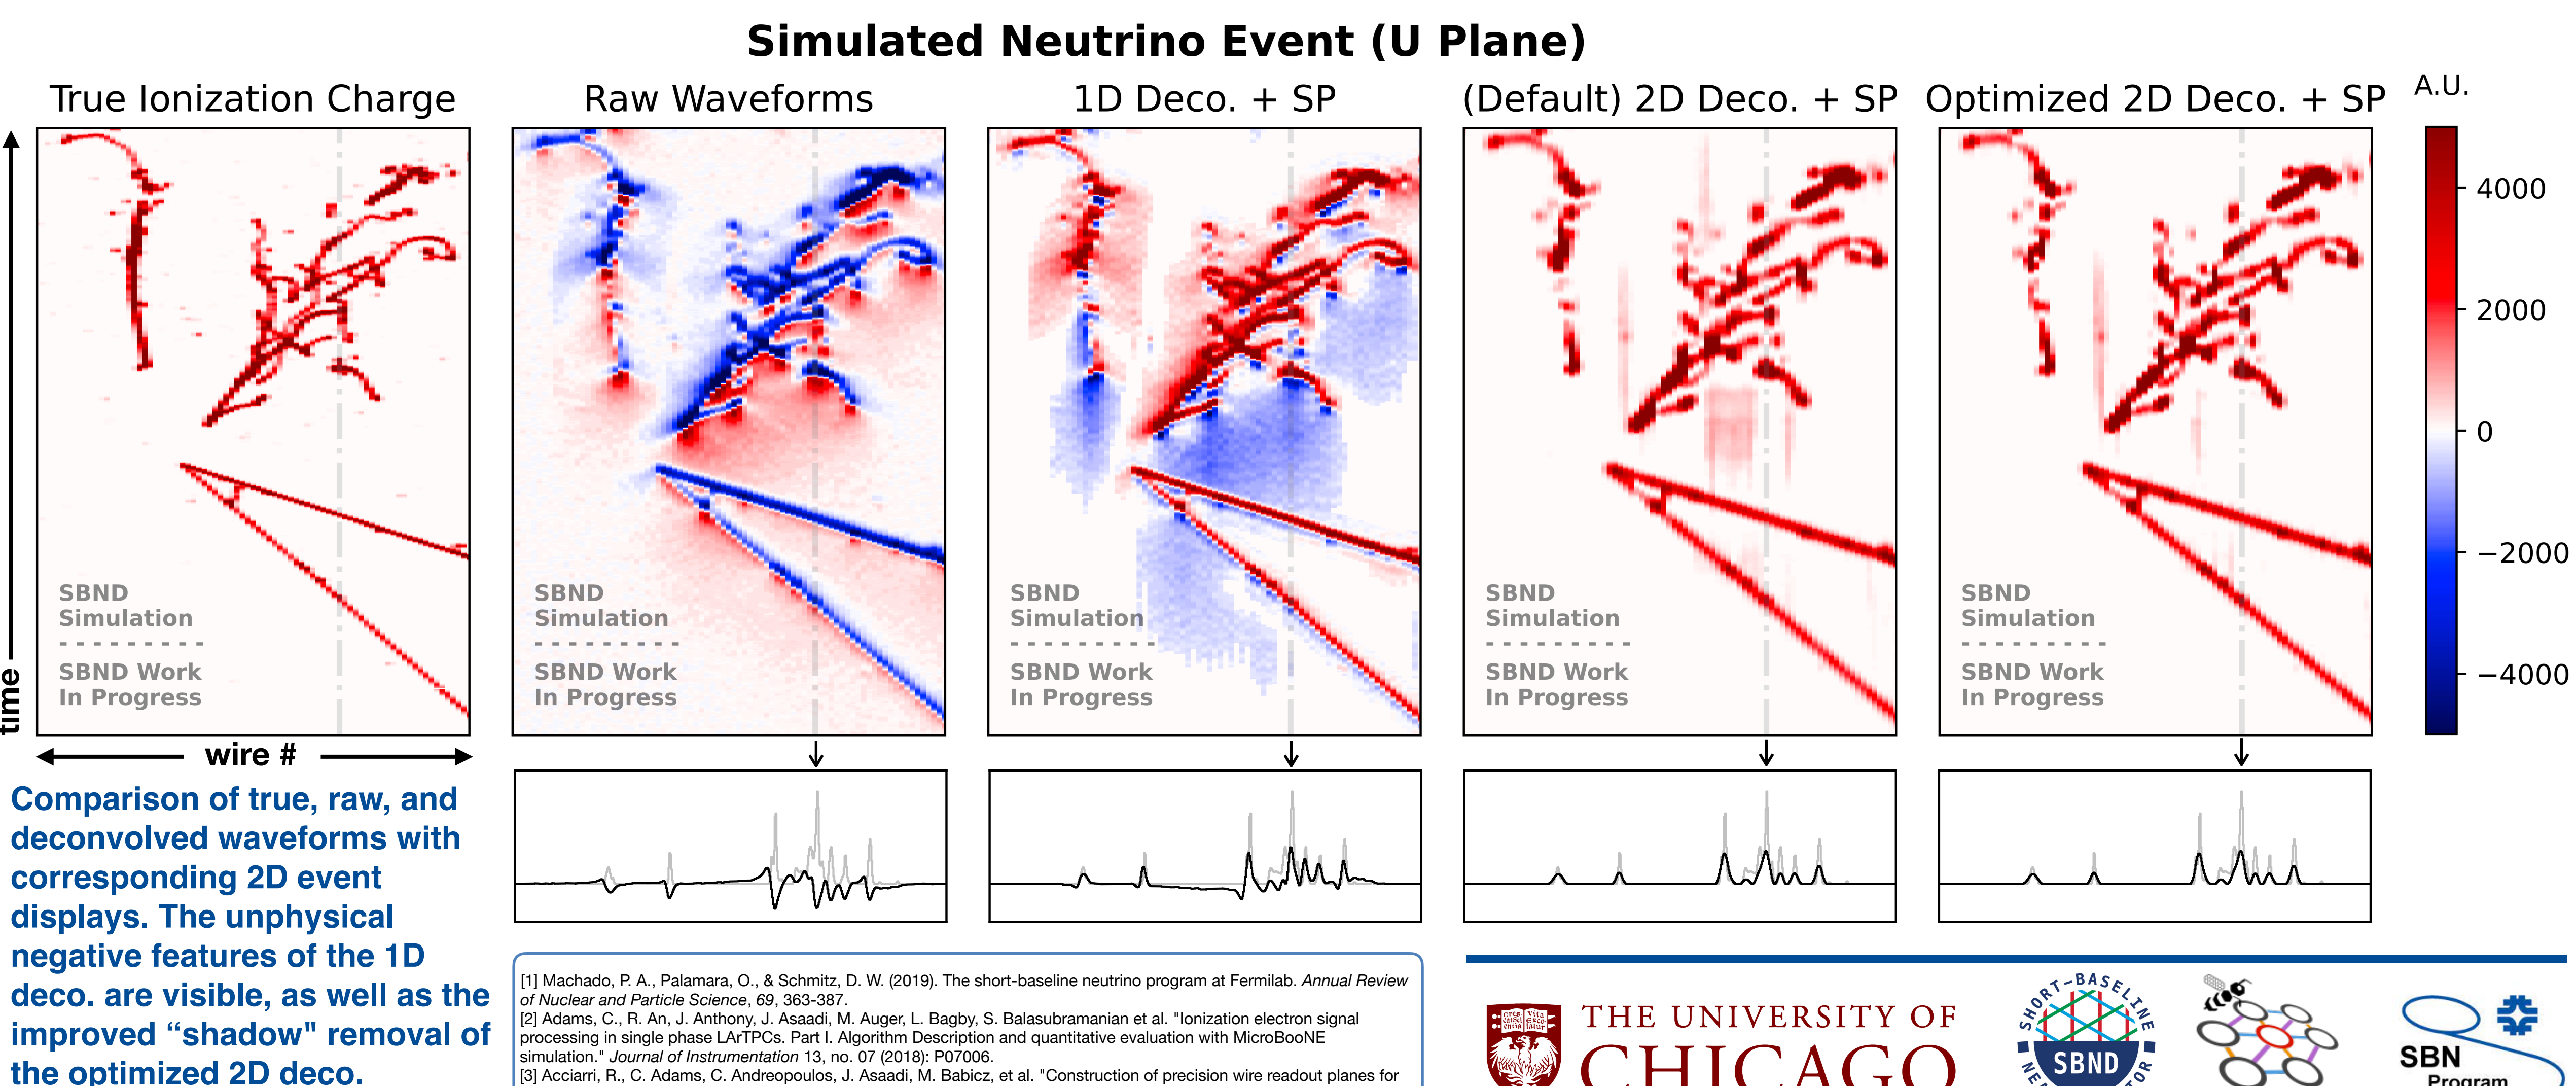 Simulated Neutrino Event (U Plane)
True Ionization Charge
Raw Waveforms
1D Deco. + SP
(Default) 2D Deco. + SP
Optimized 2D Deco. + SP
A.U.
4000
2000
0
−2000
−4000
time
SBND
Simulation
SBND Work
In Progress
SBND
Simulation
SBND Work
In Progress
SBND
Simulation
SBND Work
In Progress
SBND
Simulation
SBND Work
In Progress
SBND
Simulation
SBND Work
In Progress
wire #
Comparison of true, raw, and
deconvolved waveforms with
corresponding 2D event
displays. The unphysical
negative features of the 1D
deco. are visible, as well as the
improved “shadow" removal of
the optimized 2D deco.
[1] Machado, P. A., Palamara, O., & Schmitz, D. W. (2019). The short-baseline neutrino program at Fermilab. Annual Review
of Nuclear and Particle Science, 69, 363-387.
[2] Adams, C., R. An, J. Anthony, J. Asaadi, M. Auger, L. Bagby, S. Balasubramanian et al. "Ionization electron signal
processing in single phase LArTPCs. Part I. Algorithm Description and quantitative evaluation with MicroBooNE
simulation." Journal of Instrumentation 13, no. 07 (2018): P07006.
[3] Acciarri, R., C. Adams, C. Andreopoulos, J. Asaadi, M. Babicz, et al. "Construction of precision wire readout planes for
THE UNIVERSITY OF
CHICAGO
SHORT-BASELINE
SBND
SBN
Program